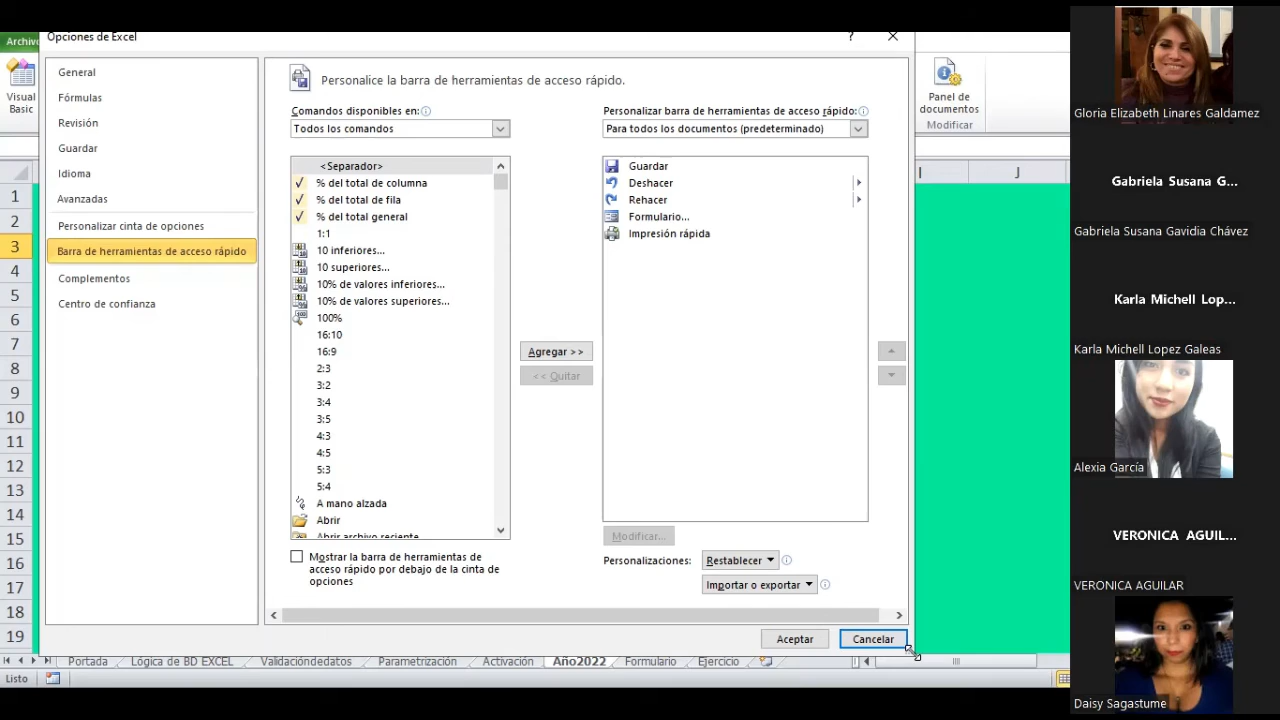 Opciones de Excel
?
Archivo
Visual
Basic
General
Fórmulas
Revisión
Guardar
Idioma
Avanzadas
Personalizar cinta de opciones
Barra de herramientas de acceso rápido
Complementos
Centro de confianza
Personalice la barra de herramientas de acceso rápido.
Comandos disponibles en:
Todos los comandos
<Separador>
% del total de columna
% del total de fila
% del total general
1:1
10 inferiores...
10 superiores...
10% de valores inferiores...
10% de valores superiores...
100%
16:10
16:9
2:3
3:2
3:4
3:5
4:3
4:5
5:3
5:4
A mano alzada
Abrir
Abrir archivo reciente
Mostrar la barra de herramientas de
acceso rápido por debajo de la cinta de
opciones
Agregar >>
<< Quitar
Personalizar barra de herramientas de acceso rápido:
Para todos los documentos (predeterminado)
Guardar
Deshacer
Rehacer
Formulario...
Impresión rápida
Modificar...
Personalizaciones:
Restablecer
Importar o exportar
Aceptar
Cancelar
Panel de
documentos
Modificar
I
J
1
2
3
4
5
6
7
8
9
10
11
12
13
14
15
16
17
18
19
Portada
Lógica de BD EXCEL
Validacióndedatos
Parametrización
Activación
Año2022
Formulario
Ejercicio
Listo
Gloria Elizabeth Linares Galdamez
Gabriela Susana G...
Gabriela Susana Gavidia Chávez
Karla Michell Lop...
Karla Michell Lopez Galeas
Alexia García
VERONICA AGUIL...
VERONICA AGUILAR
Daisy Sagastume